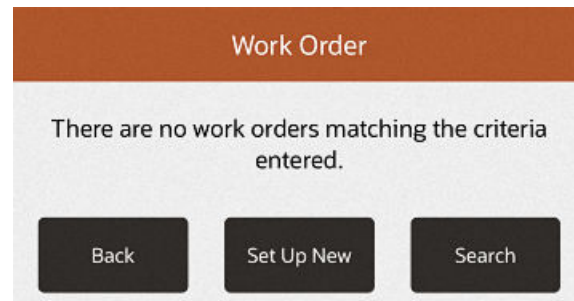 Work Order
There are no work orders matching the criteria
entered.
Back
Set Up New
Search